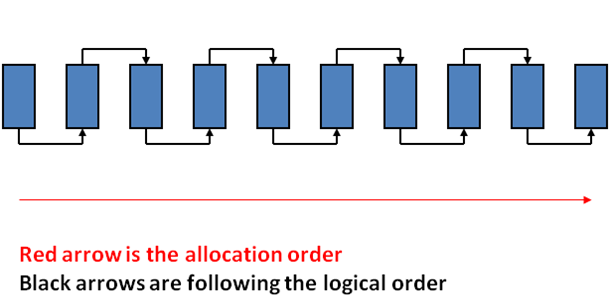 Red arrow is the allocation order
Black arrows are following the logical order